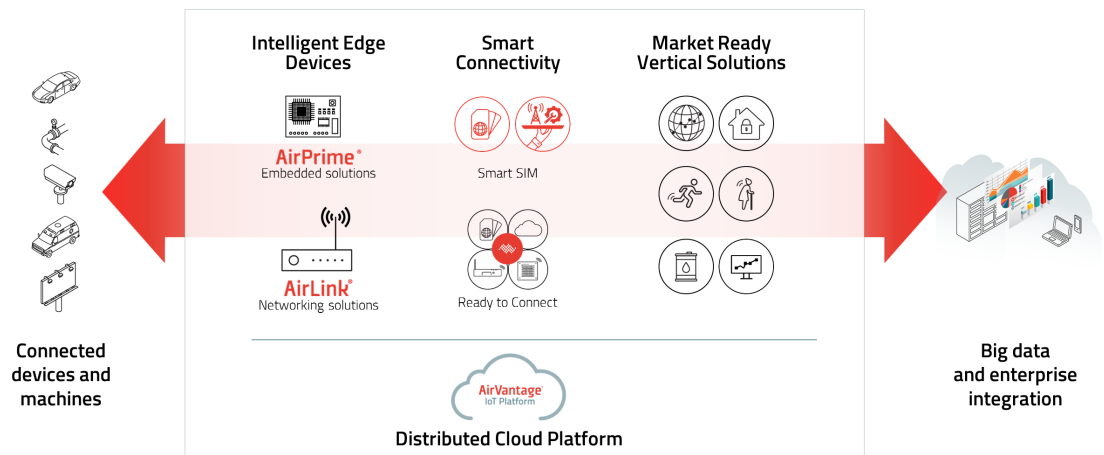 Intelligent Edge
Devices
AirPrime®
Embedded solutions
AirLink®
Networking solutions
Smart
Connectivity
Smart SIM
Ready to Connect
Market Ready
Vertical Solutions
Connected
devices and
machines
Big data
and enterprise
integration
AirVantage™
IoT Platform
Distributed Cloud Platform